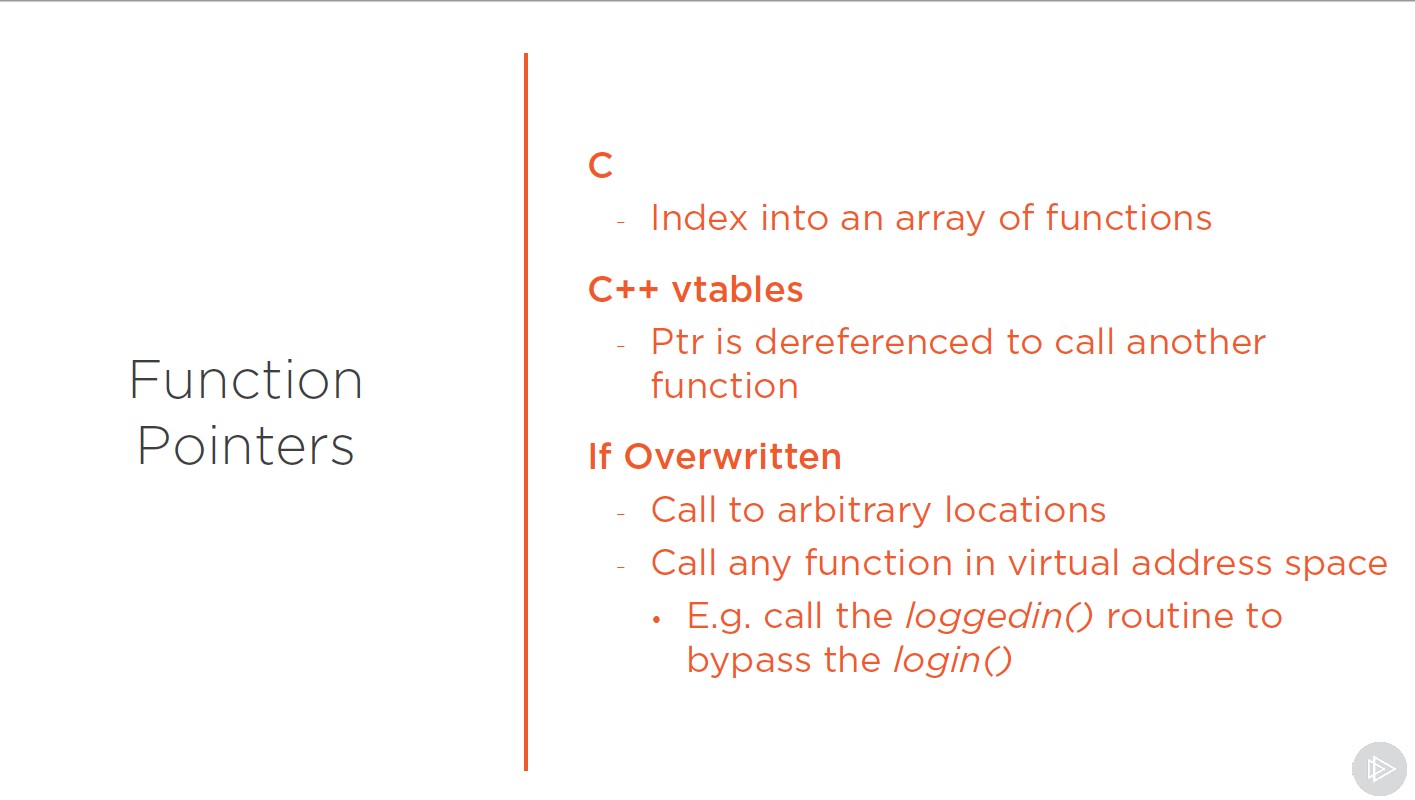 Function
Pointers
C
- Index into an array of functions
C++ vtables
- Ptr is dereferenced to call another
function
If Overwritten
- Call to arbitrary locations
- Call any function in virtual address space
• E.g. call the loggedin() routine to
bypass the login()